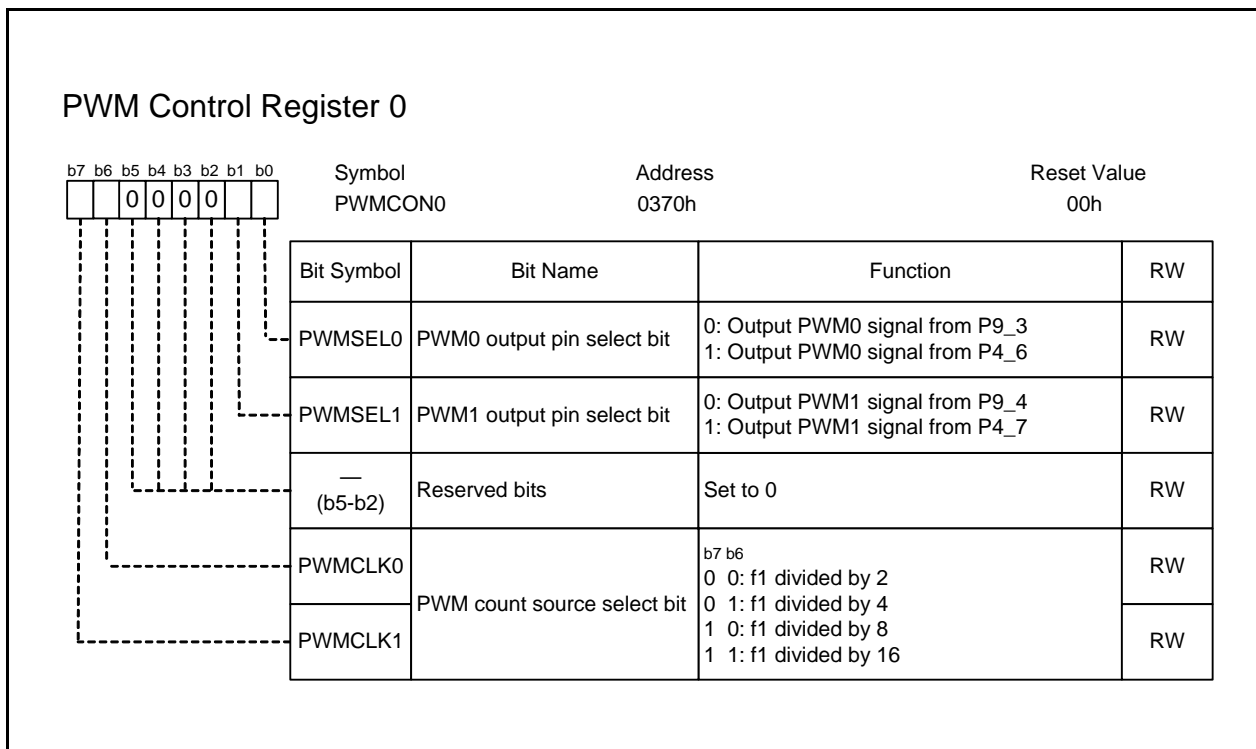 PWM Control Register 0
b7 b6 b5 b4 b3 b2 b1 b0
0 0 0 0
Symbol Address Reset Value
PWMCON0 0370h 00h
Bit Symbol Bit Name Function RW
PWMSEL0 PWM0 output pin select bit 0: Output PWM0 signal from P9_3
1: Output PWM0 signal from P4_6 RW
PWMSEL1 PWM1 output pin select bit 0: Output PWM1 signal from P9_4
1: Output PWM1 signal from P4_7 RW
—
(b5-b2) Reserved bits Set to 0 RW
PWMCLK0 PWM count source select bit b7 b6
0 0: f1 divided by 2
0 1: f1 divided by 4
1 0: f1 divided by 8
1 1: f1 divided by 16 RW
PWMCLK1 RW